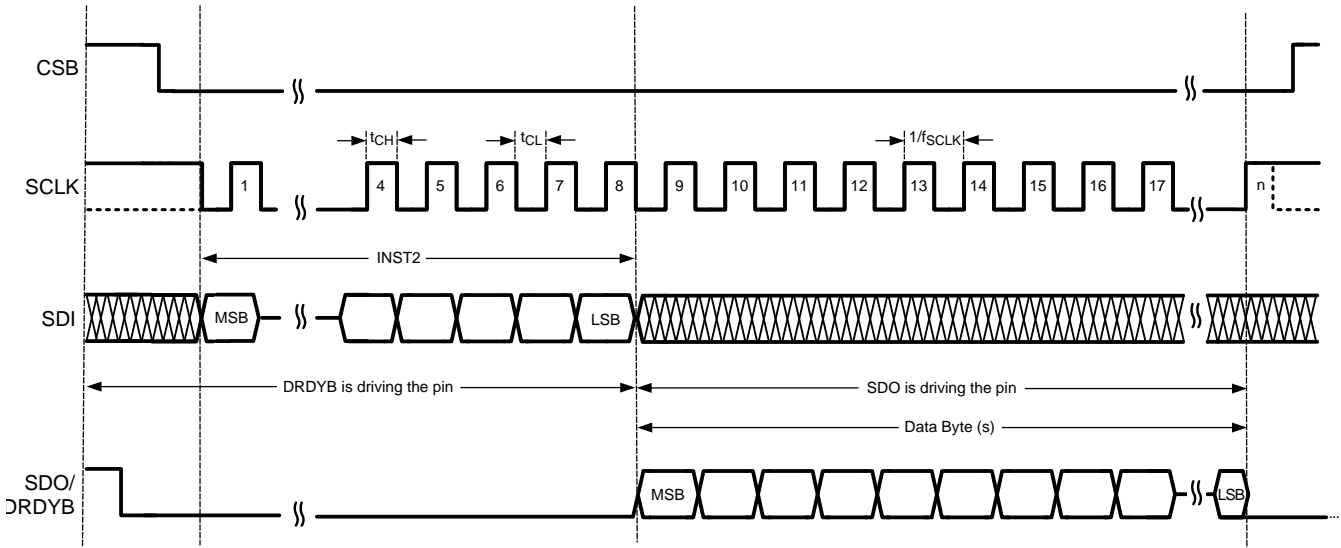 CSB
tCH
tCL
1/fSCLK
SCLK
1
4
5
6
7
8
9
10
11
12
13
14
15
16
17
n
INST2
SDI
MSB
LSB
DRDYB is driving the pin
SDO is driving the pin
Data Byte (s)
SDO/
DRDYB
MSB
LSB